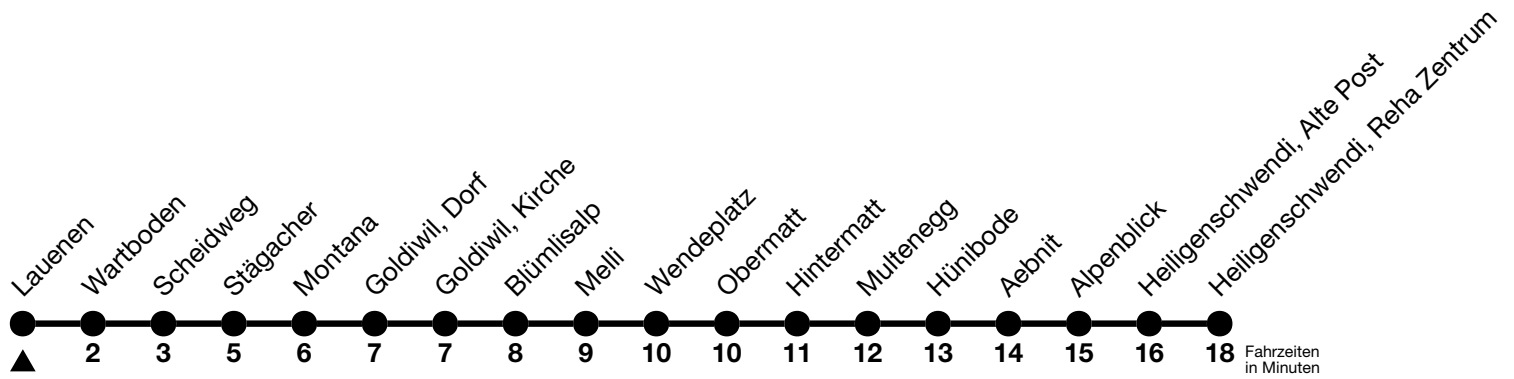 Lauenen
Wartboden
Scheidweg
Stägacher
Montana
Goldiwil, Dorf
Goldiwil, Kirche
Blümlisalp
Melli
Wendeplatz
Obermatt
Hintermatt
Multenegg
Hünibode
Aebnit
Alpenblick
Heiligenschwendi, Alte Post
Heiligenschwendi, Reha Zentrum
2 3 5 6 7 7 8 9 10 10 11 12 13 14 15 16 18
Fahrzeiten
in Minuten